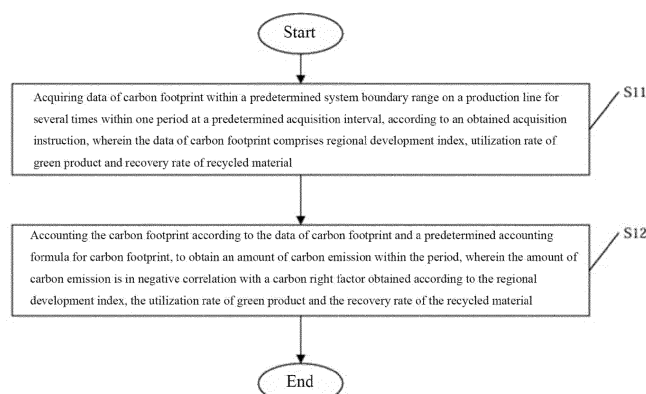 Start
Acquiring data of carbon footprint within a predetermined system boundary range on a production line for
several times within one period at a predetermined acquisition interval, according to an obtained acquisition
instruction, wherein the data of carbon footprint comprises regional development index, utilization rate of
green product and recovery rate of recycled material
S11
Accounting the carbon footprint according to the data of carbon footprint and a predetermined accounting
formula for carbon footprint, to obtain an amount of carbon emission within the period, wherein the amount of
carbon emission is in negative correlation with a carbon right factor obtained according to the regional
development index, the utilization rate of green product and the recovery rate of the recycled material
S12
End